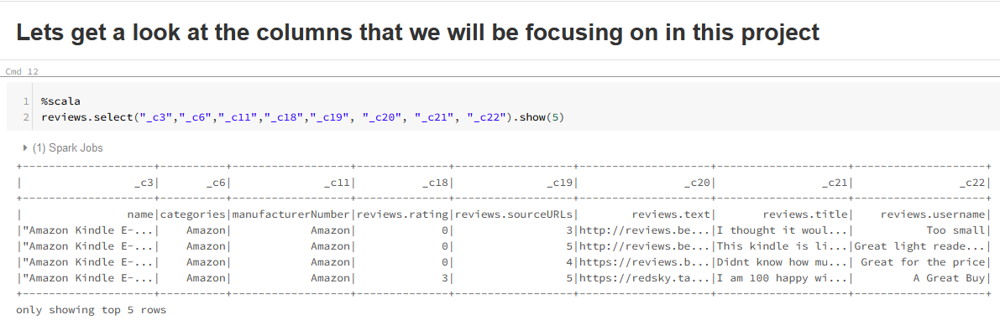 Lets get a look at the columns that we will be focusing on in this project
Cmd 12
1 %scala
2 reviews.select("_c3","_c6","_c11","_c18","_c19", "_c20", "_c21", "_c22").show(5)
(1) Spark Jobs
+--------------------+----------+------------------+--------------+------------------+--------------------+--------------------+--------------------+
| _c3| _c6| _c11| _c18| _c19| _c20| _c21| _c22|
+--------------------+----------+------------------+--------------+------------------+--------------------+--------------------+--------------------+
| name|categories|manufacturerNumber|reviews.rating|reviews.sourceURLs| reviews.text| reviews.title| reviews.username|
|"Amazon Kindle E-...| Amazon| Amazon| 0| 3|http://reviews.be...|I thought it woul...| Too small|
|"Amazon Kindle E-...| Amazon| Amazon| 0| 5|http://reviews.be...|This kindle is li...|Great light reade...|
|"Amazon Kindle E-...| Amazon| Amazon| 0| 4|https://reviews.b...|Didnt know how mu...| Great for the price|
|"Amazon Kindle E-...| Amazon| Amazon| 3| 5|https://redsky.ta...|I am 100 happy wi...| A Great Buy|
+--------------------+----------+------------------+--------------+------------------+--------------------+--------------------+--------------------+
only showing top 5 rows